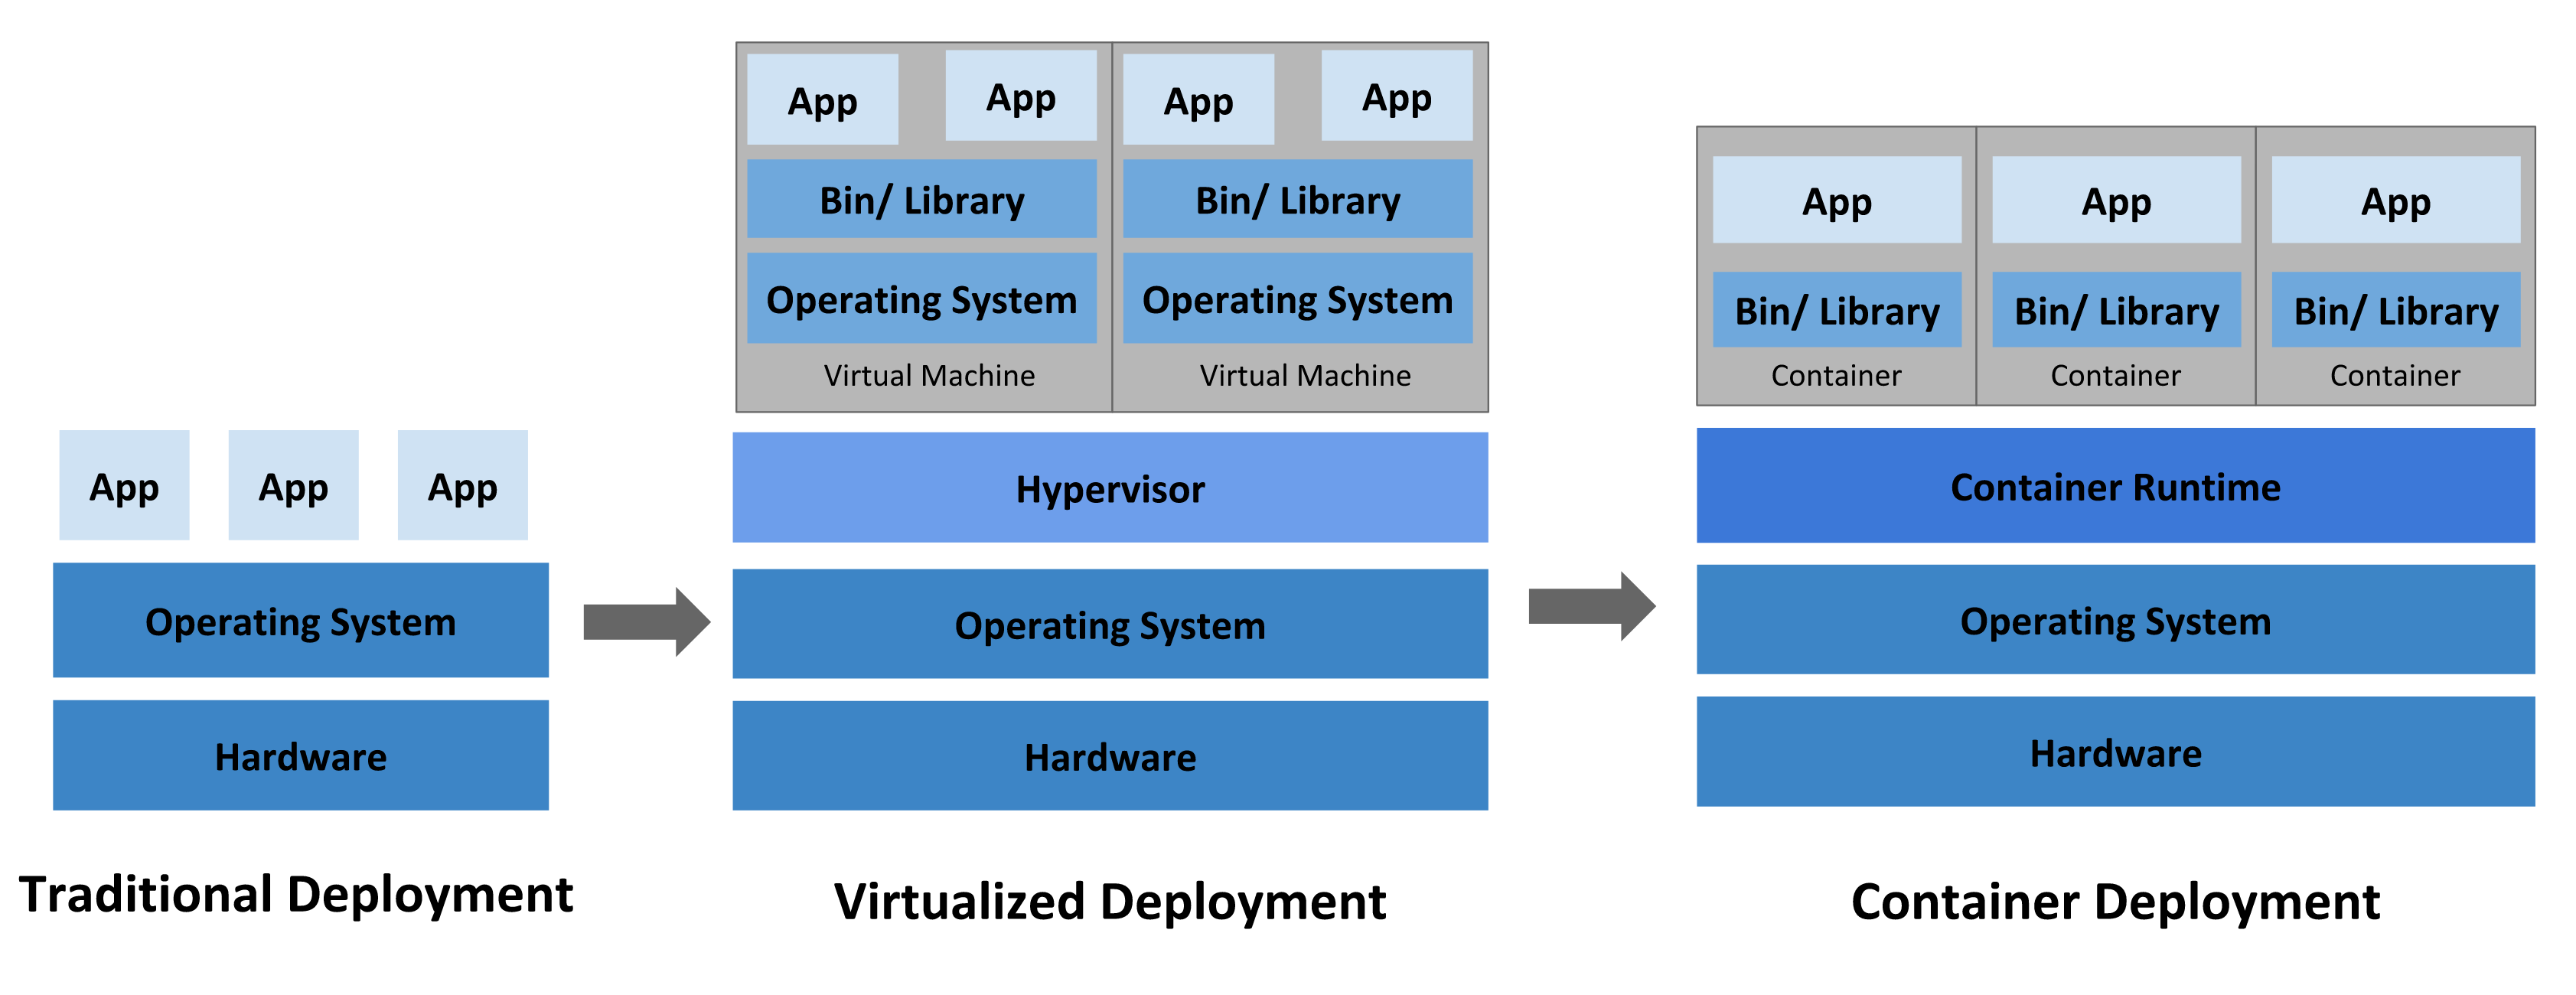 App
App
App
Operating System
Hardware
Traditional Deployment
App
App
Bin/ Library
Operating System
Virtual Machine
App
App
Bin/ Library
Operating System
Virtual Machine
Hypervisor
Operating System
Hardware
Virtualized Deployment
App
Bin/ Library
Container
App
Bin/ Library
Container
App
Bin/ Library
Container
Container Runtime
Operating System
Hardware
Container Deployment